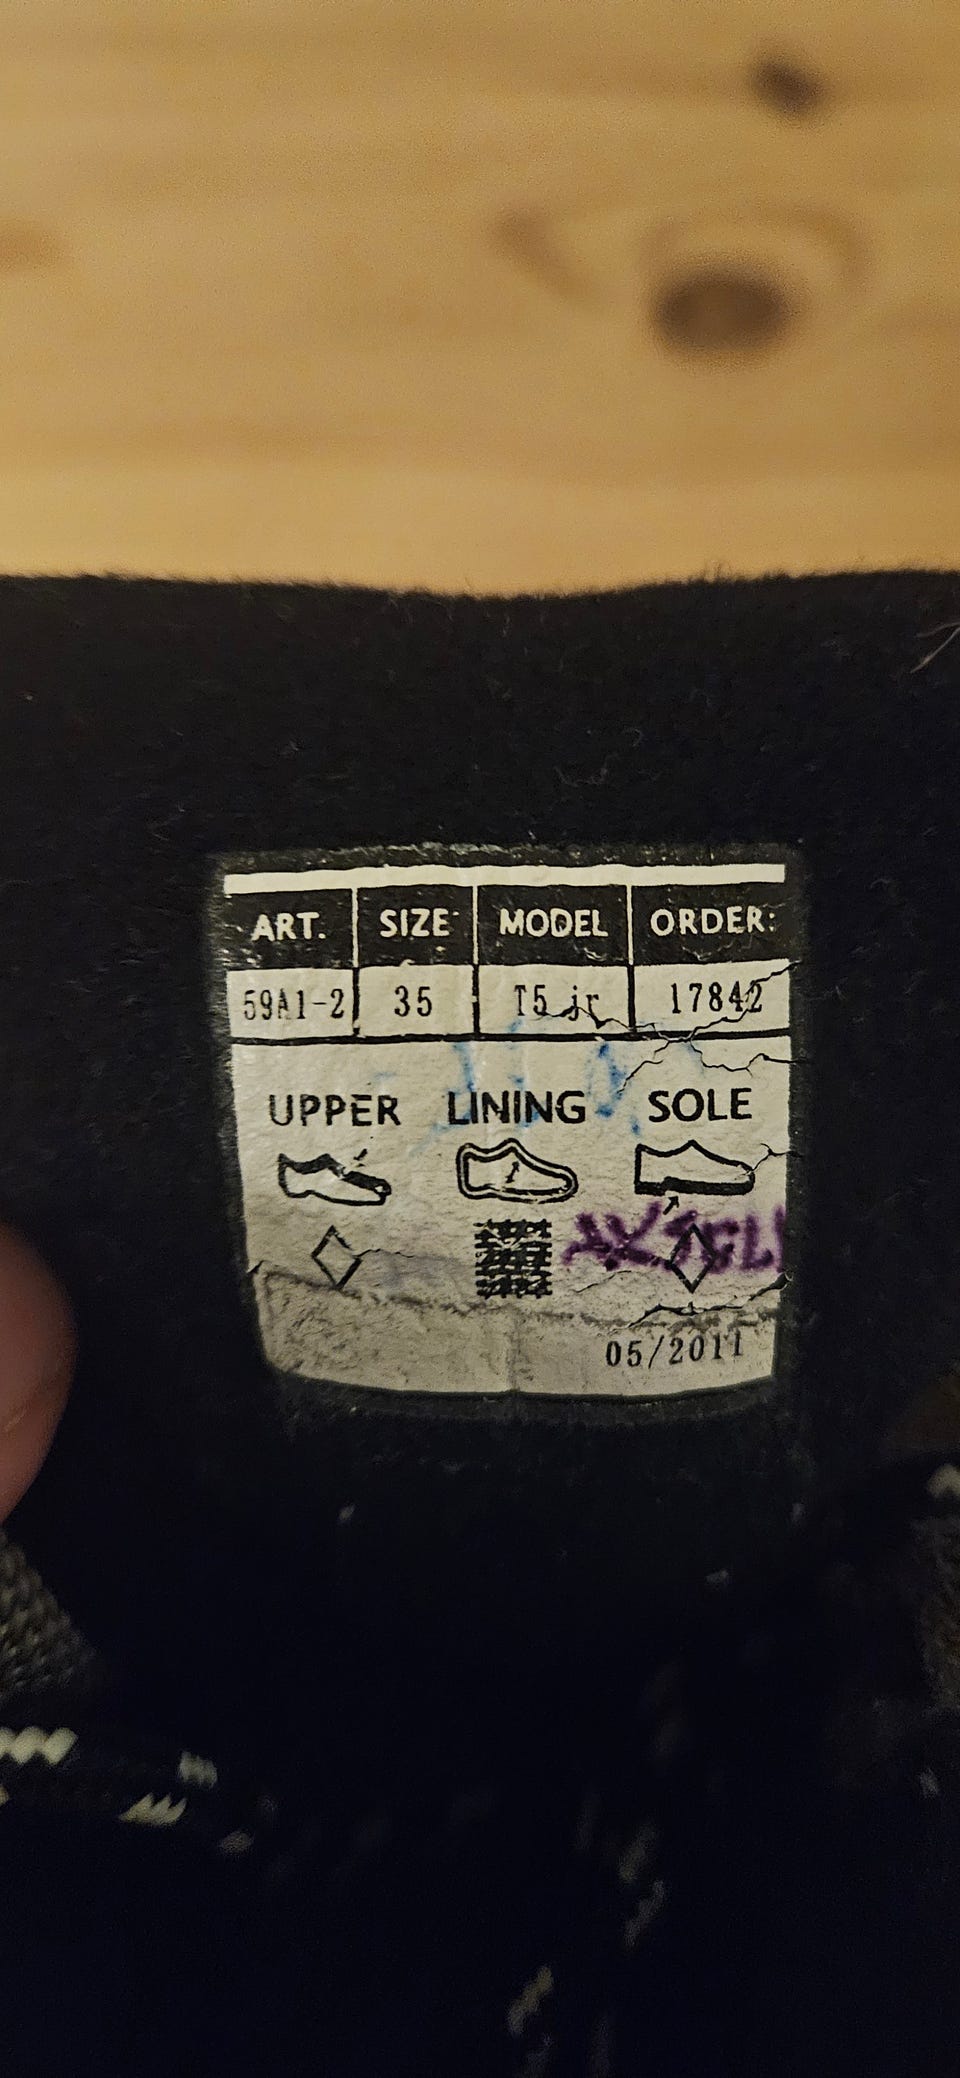 ART. SIZE MODEL ORDER:
59A1-2 35 T5 jr 17842
UPPER LINING SOLE
05/2011